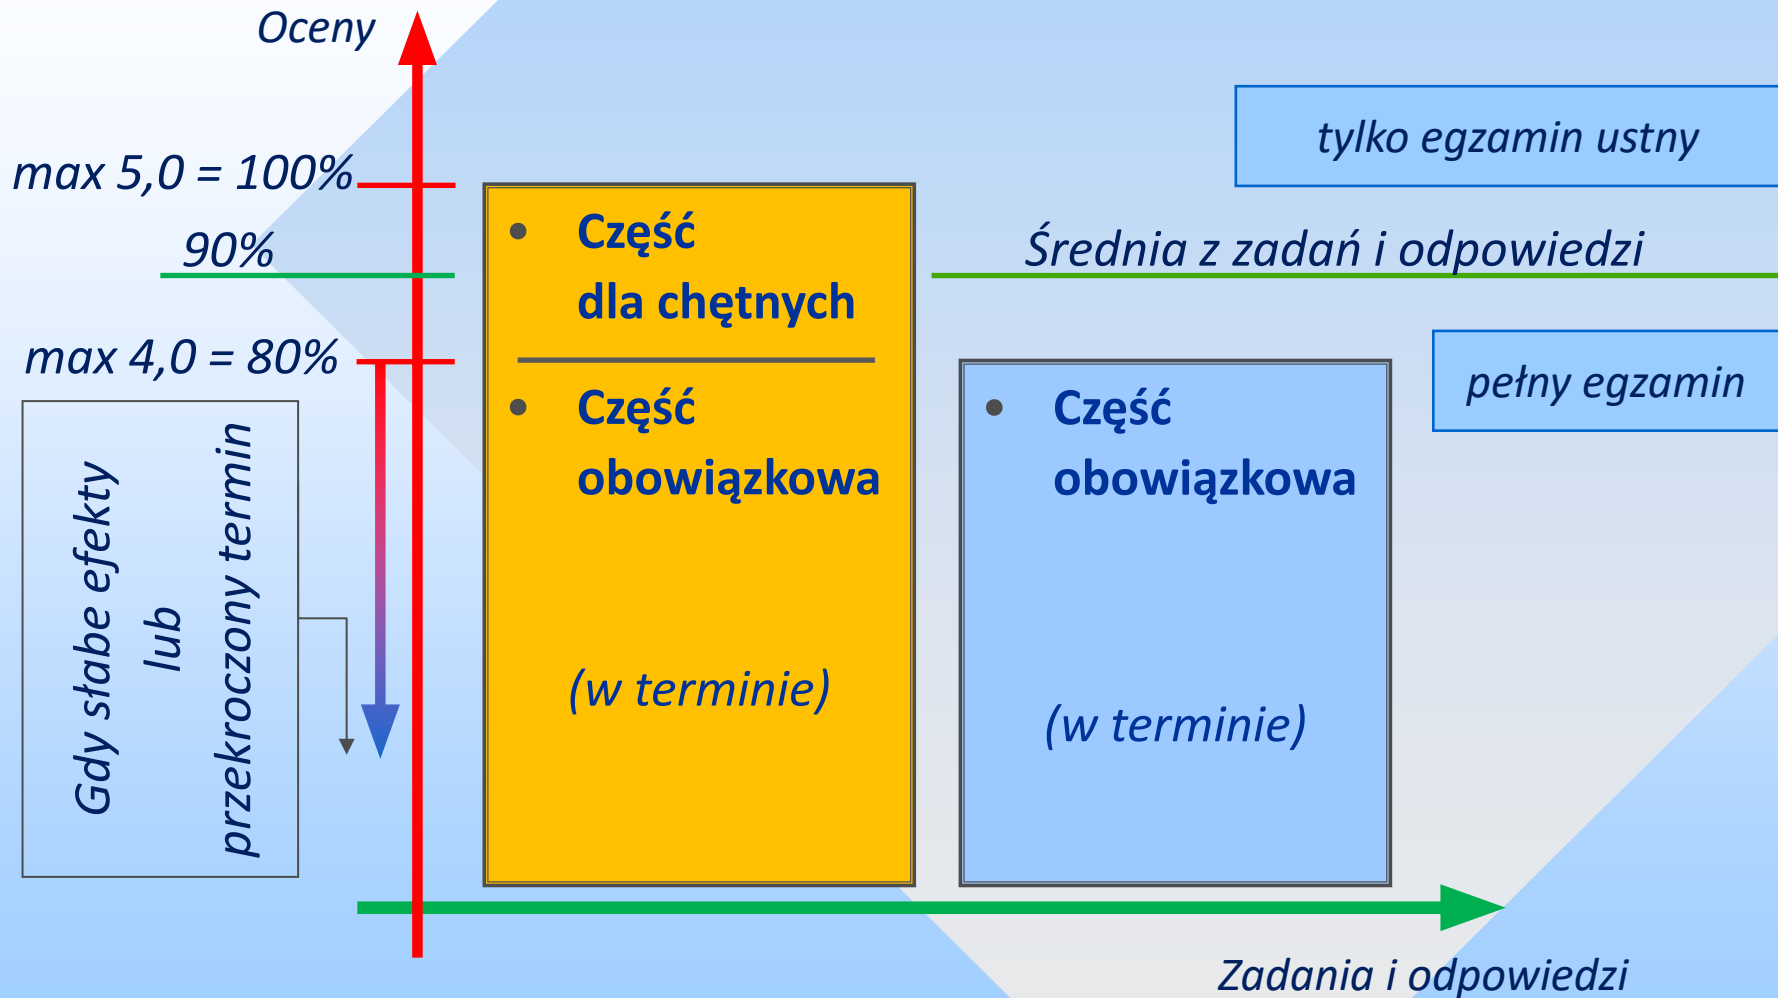 Oceny
tylko egzamin ustny
max 5,0 = 100%
90%
Średnia z zadań i odpowiedzi
max 4,0 = 80%
pełny egzamin
Gdy słabe efekty
lub
przekroczony termin
• Część
dla chętnych
• Część
obowiązkowa
(w terminie)
• Część
obowiązkowa
(w terminie)
Zadania i odpowiedzi